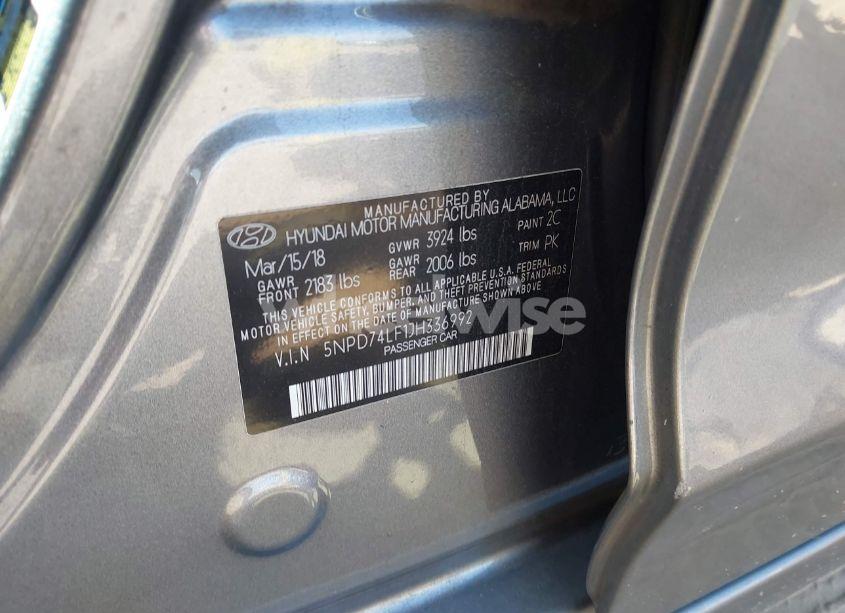 MANUFACTURED BY
HYUNDAI MOTOR MANUFACTURING ALABAMA, LLC
Mar/15/18 GVWR 3924 lbs PAINT 2C
GAWR FRONT 2183 lbs GAWR REAR 2006 lbs TRIM PK
THIS VEHICLE CONFORMS TO ALL APPLICABLE U.S.A. FEDERAL
MOTOR VEHICLE SAFETY, BUMPER, AND THEFT PREVENTION STANDARDS
IN EFFECT ON THE DATE OF MANUFACTURE SHOWN ABOVE
V.I.N 5NPD74LF1JH336992
PASSENGER CAR